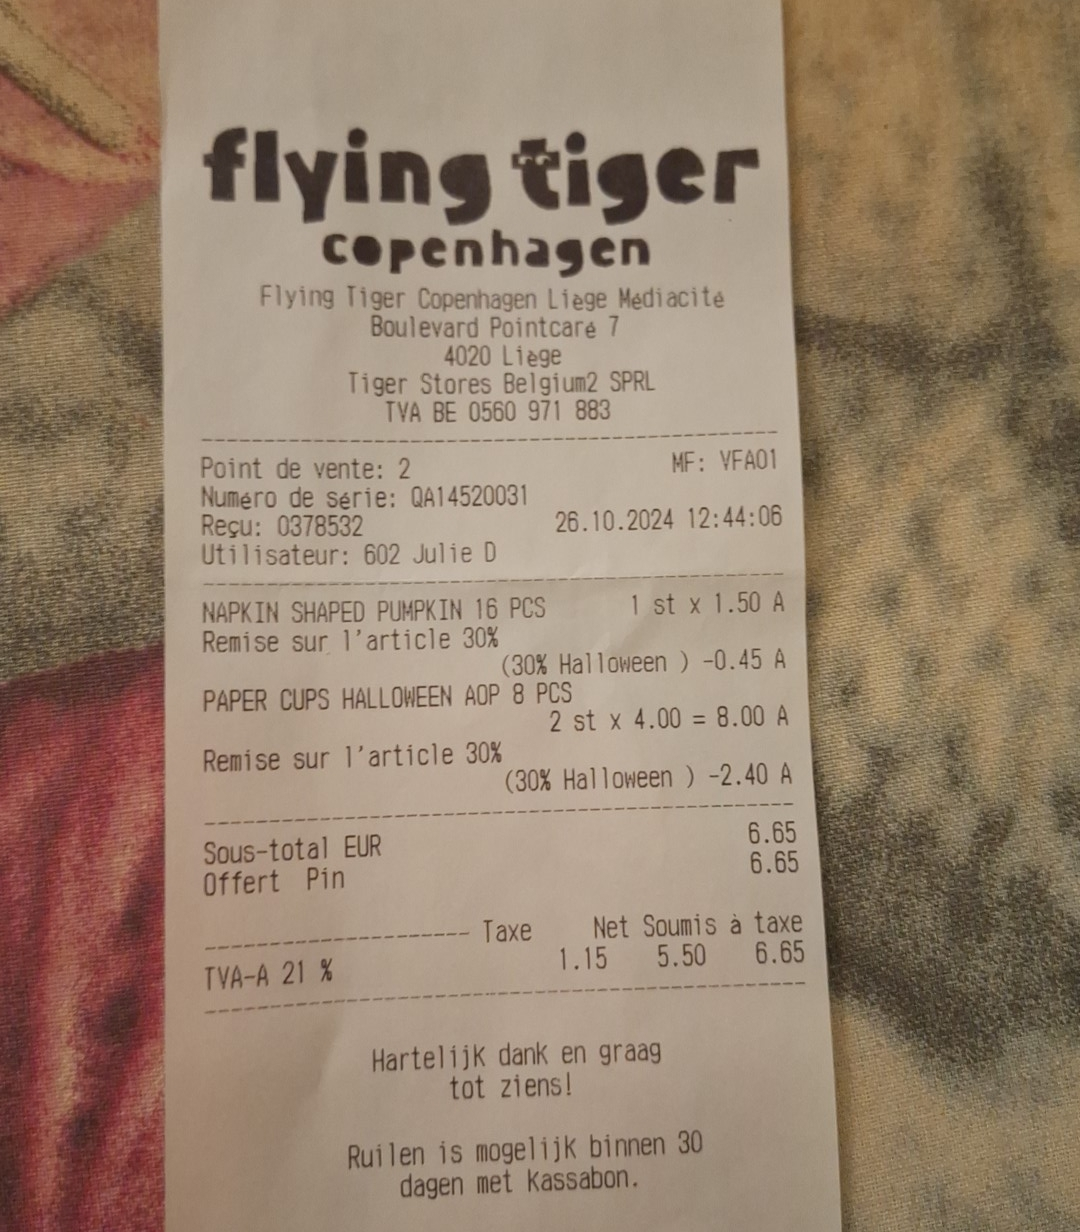 flying tiger
copenhagen
Flying Tiger Copenhagen Liège Médiacité
Boulevard Pointcaré 7
4020 Liège
Tiger Stores Belgium2 SPRL
TVA BE 0560 971 883
Point de vente: 2 MF: VFA01
Numéro de série: QA14520031
Reçu: 0378532 26.10.2024 12:44:06
Utilisateur: 602 Julie D
NAPKIN SHAPED PUMPKIN 16 PCS 1 st x 1.50 A
Remise sur l'article 30%
(30% Halloween ) -0.45 A
PAPER CUPS HALLOWEEN AOP 8 PCS
2 st x 4.00 = 8.00 A
Remise sur l'article 30%
(30% Halloween ) -2.40 A
Sous-total EUR 6.65
Offert Pin 6.65
Taxe Net Soumis à taxe
TVA-A 21 % 1.15 5.50 6.65
Hartelijk dank en graag
tot ziens!
Ruilen is mogelijk binnen 30
dagen met kassabon.